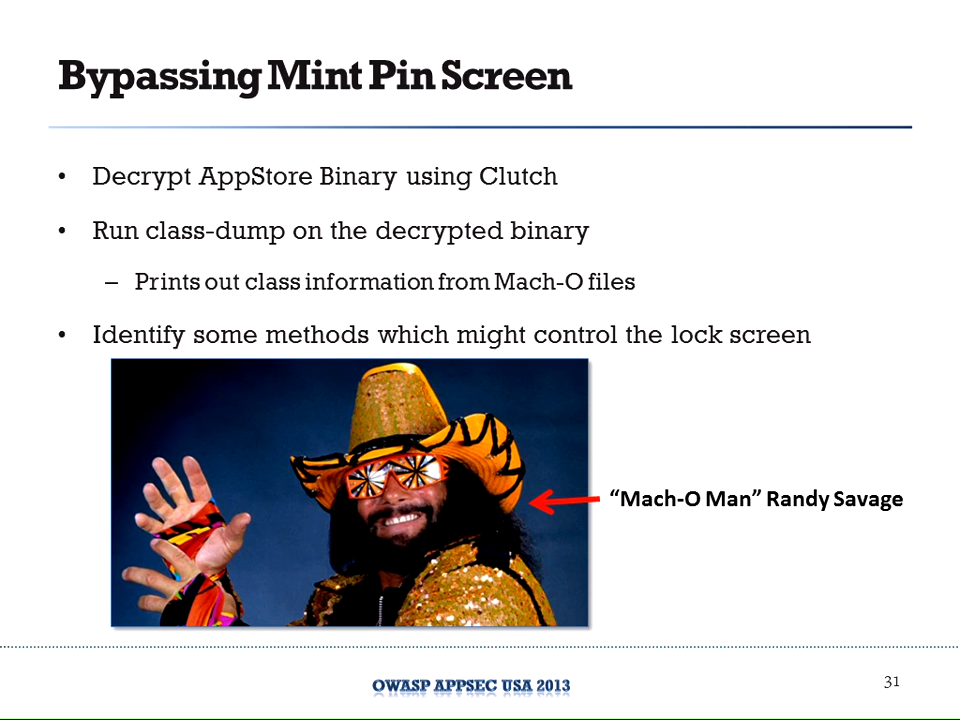 Bypassing Mint Pin Screen
• Decrypt AppStore Binary using Clutch
• Run class-dump on the decrypted binary
– Prints out class information from Mach-O files
• Identify some methods which might control the lock screen
“Mach-O Man” Randy Savage
OWASP APPSEC USA 2013
31